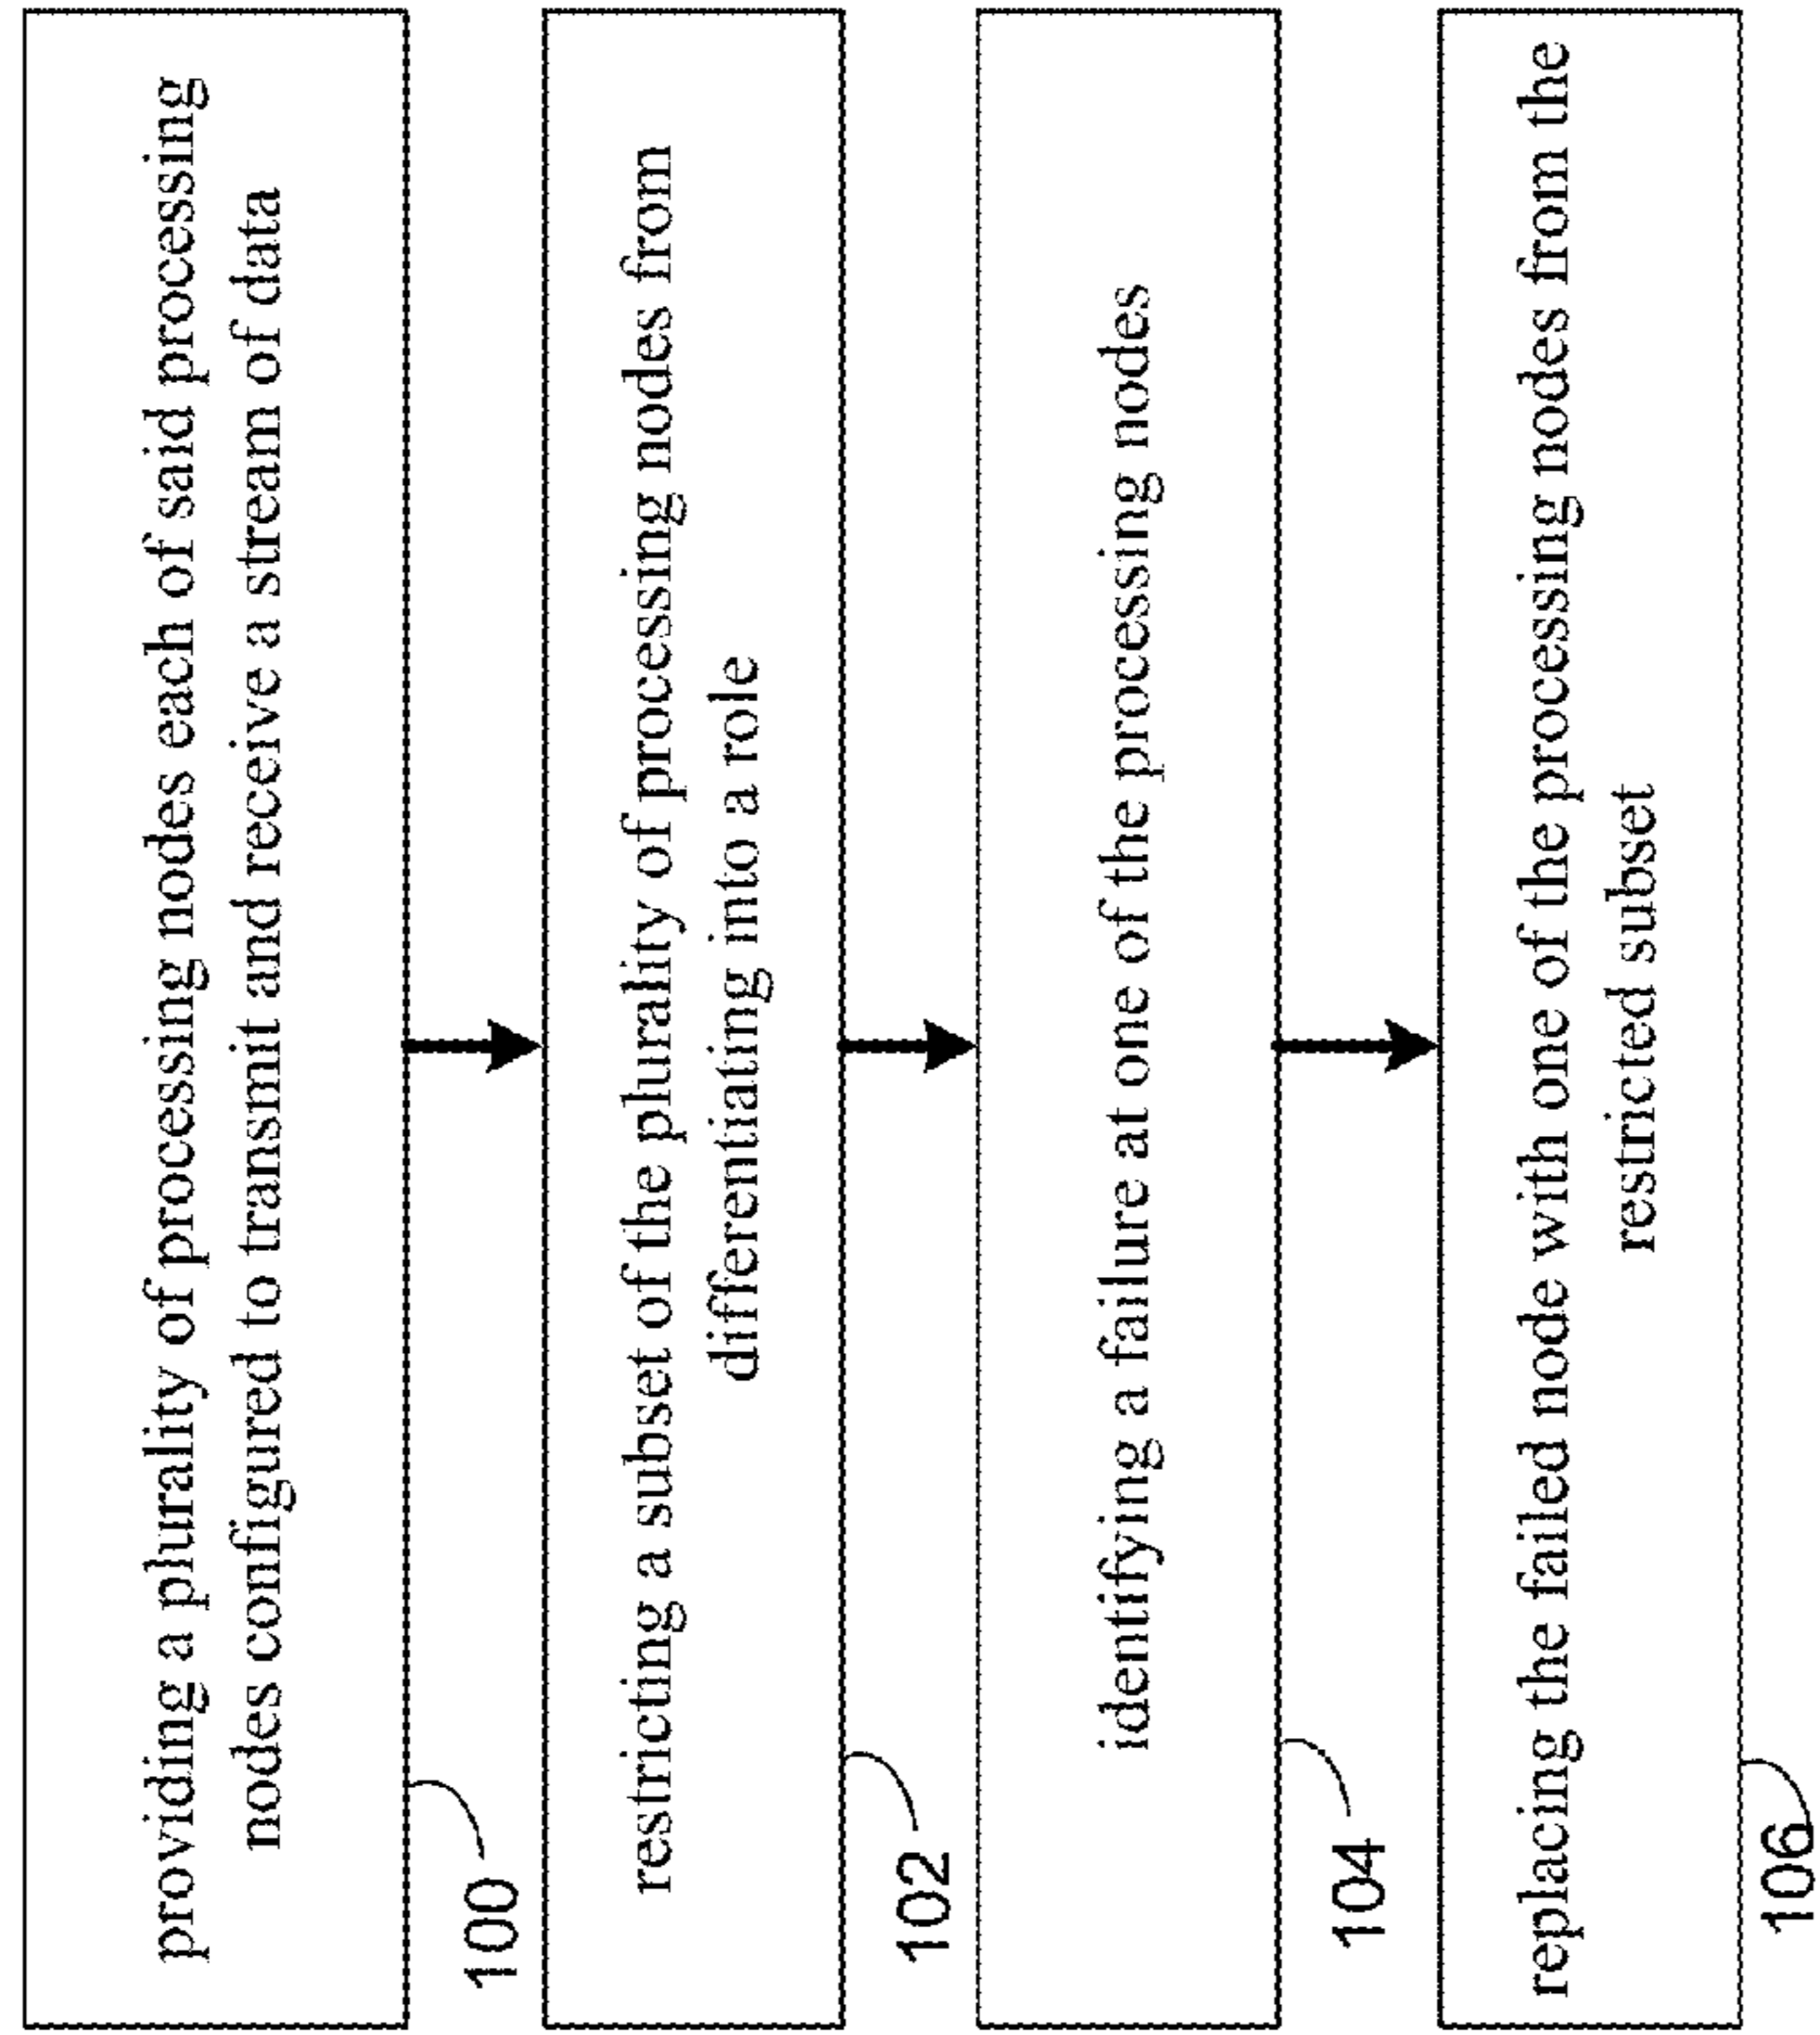 providing a plurality of processing nodes each of said processing
nodes configured to transmit and receive a stream of data
100
restricting a subset of the plurality of processing nodes from
differentiating into a role
102
identifying a failure at one of the processing nodes
104
replacing the failed node with one of the processing nodes from the
restricted subset
106